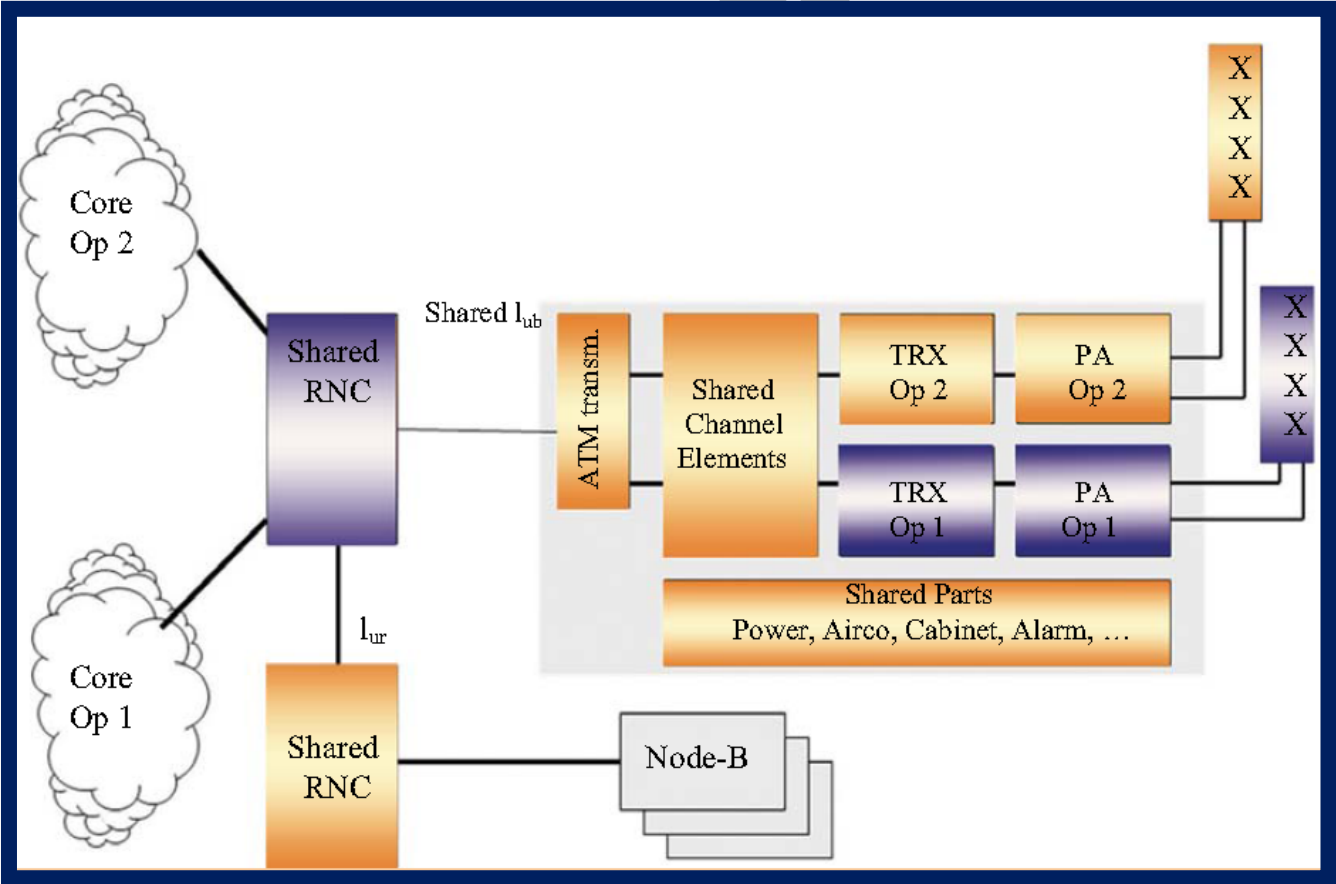 Core
Op 2
Shared
RNC
Shared lub
ATM transm.
Shared
Channel
Elements
TRX
Op 2
PA
Op 2
X
X
X
X
X
X
X
X
TRX
Op 1
PA
Op 1
Shared Parts
Power, Airco, Cabinet, Alarm, ...
lur
Core
Op 1
Shared
RNC
Node-B